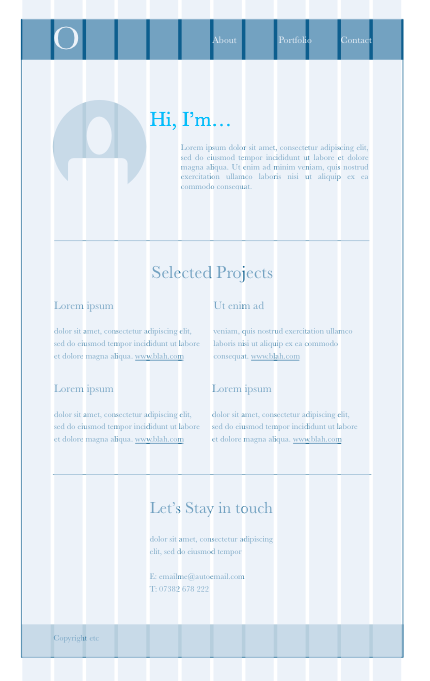 O
About Portfolio Contact
Hi, I'm...
Lorem ipsum dolor sit amet, consectetur adipiscing elit,
sed do eiusmod tempor incididunt ut labore et dolore
magna aliqua. Ut enim ad minim veniam, quis nostrud
exercitation ullamco laboris nisi ut aliquip ex ea
commodo consequat.
Selected Projects
Lorem ipsum
dolor sit amet, consectetur adipiscing elit,
sed do eiusmod tempor incididunt ut labore
et dolore magna aliqua. www.blah.com
Ut enim ad
veniam, quis nostrud exercitation ullamco
laboris nisi ut aliquip ex ea commodo
consequat. www.blah.com
Lorem ipsum
dolor sit amet, consectetur adipiscing elit,
sed do eiusmod tempor incididunt ut labore
et dolore magna aliqua. www.blah.com
Lorem ipsum
dolor sit amet, consectetur adipiscing elit,
sed do eiusmod tempor incididunt ut labore
et dolore magna aliqua. www.blah.com
Let's Stay in touch
dolor sit amet, consectetur adipiscing
elit, sed do eiusmod tempor
E: emailme@autoemail.com
T: 07382 678 222
Copyright etc